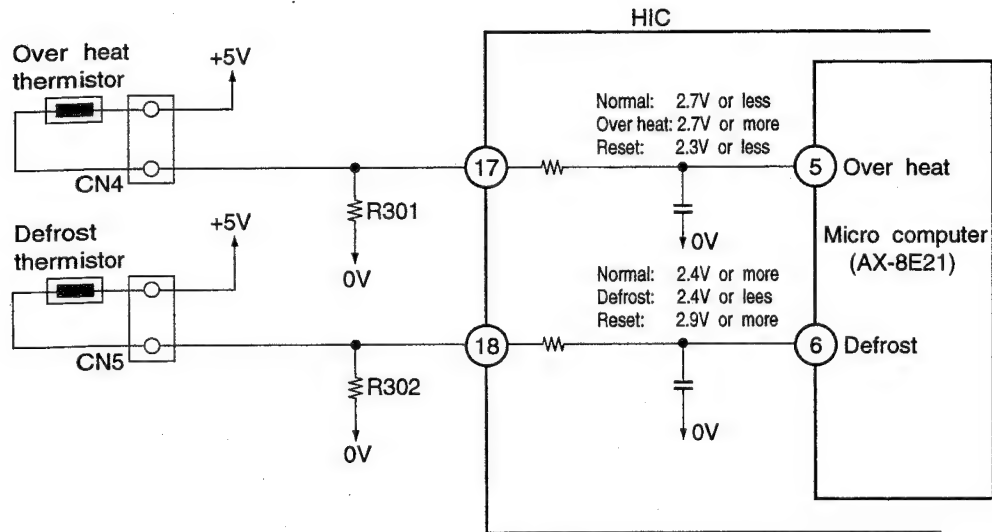 HIC
Over heat
thermistor
+5V
CN4
R301
0V
17
Normal: 2.7V or less
Over heat: 2.7V or more
Reset: 2.3V or less
0V
5
Over heat
Micro computer
(AX-8E21)
Defrost
thermistor
+5V
CN5
R302
0V
18
Normal: 2.4V or more
Defrost: 2.4V or lees
Reset: 2.9V or more
0V
6
Defrost